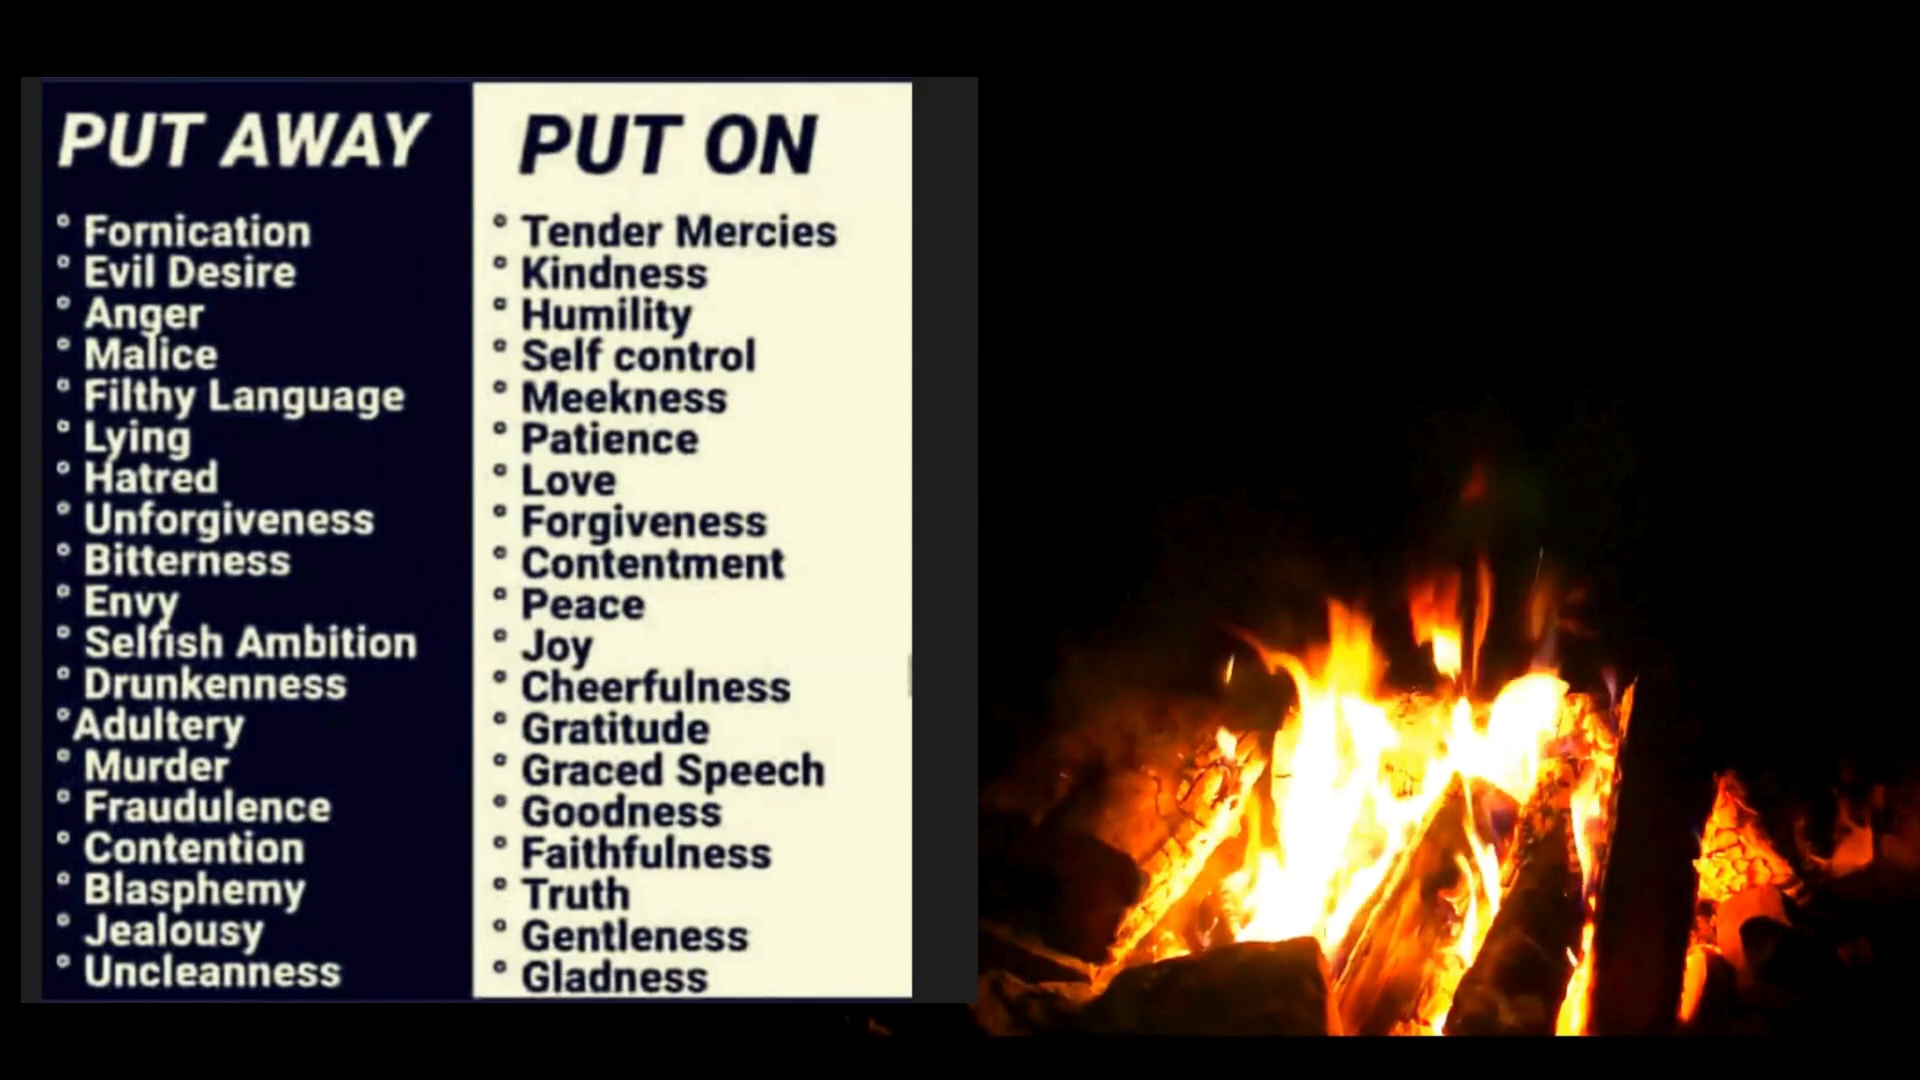 PUT AWAY
° Fornication
° Evil Desire
° Anger
° Malice
° Filthy Language
° Lying
° Hatred
° Unforgiveness
° Bitterness
° Envy
° Selfish Ambition
° Drunkenness
°Adultery
° Murder
° Fraudulence
° Contention
° Blasphemy
° Jealousy
° Uncleanness
PUT ON
° Tender Mercies
° Kindness
° Humility
° Self control
° Meekness
° Patience
° Love
° Forgiveness
° Contentment
° Peace
° Joy
° Cheerfulness
° Gratitude
° Graced Speech
° Goodness
° Faithfulness
° Truth
° Gentleness
° Gladness